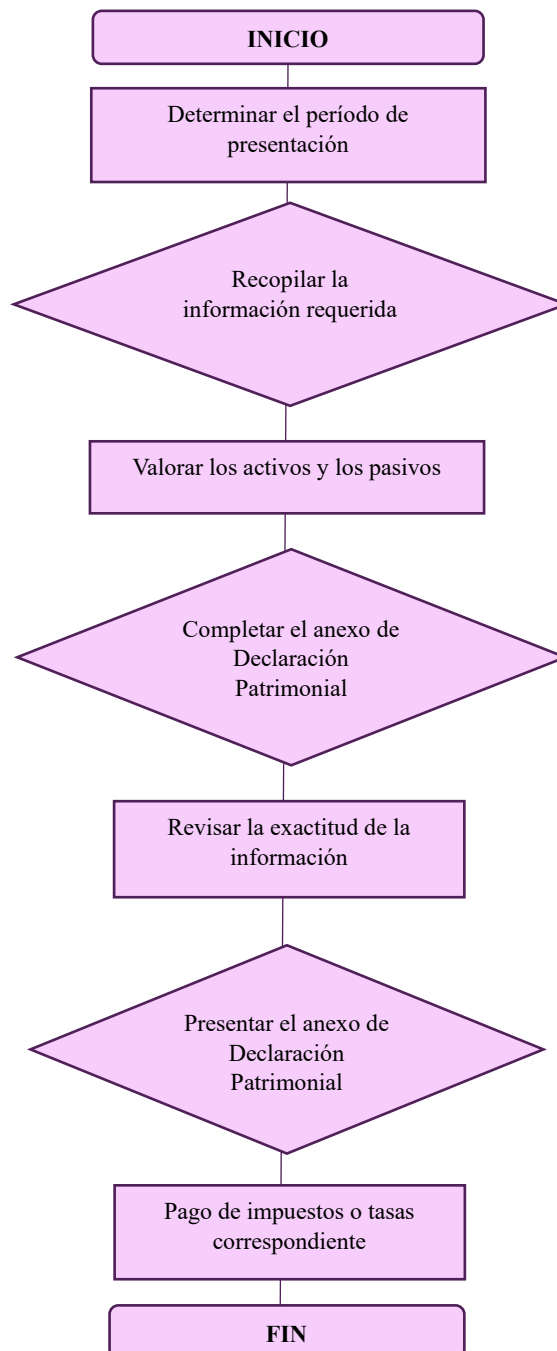 INICIO
Determinar el período de
presentación
Recopilar la
información requerida
Valorar los activos y los pasivos
Completar el anexo de
Declaración
Patrimonial
Revisar la exactitud de la
información
Presentar el anexo de
Declaración
Patrimonial
Pago de impuestos o tasas
correspondiente
FIN